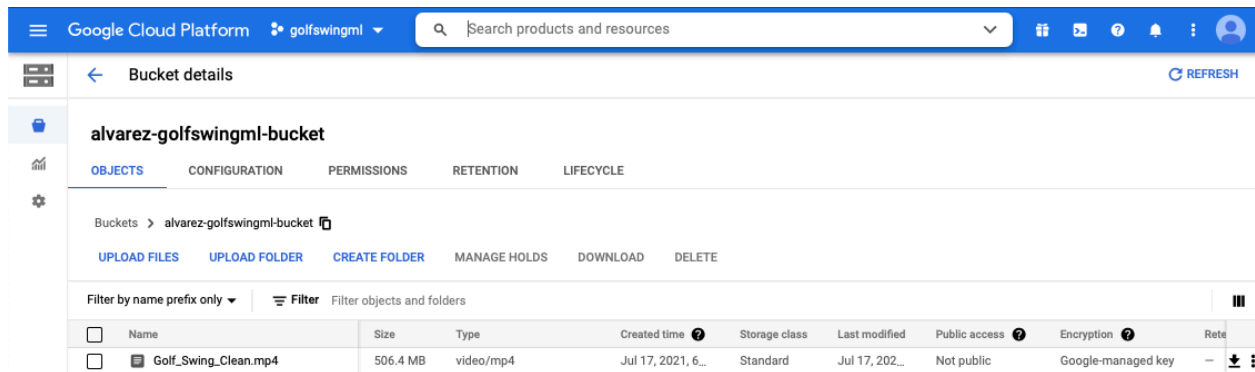 Google Cloud Platform golfswingml Search products and resources
Bucket details REFRESH
alvarez-golfswingml-bucket
OBJECTS CONFIGURATION PERMISSIONS RETENTION LIFECYCLE
Buckets > alvarez-golfswingml-bucket
UPLOAD FILES UPLOAD FOLDER CREATE FOLDER MANAGE HOLDS DOWNLOAD DELETE
Filter by name prefix only Filter Filter objects and folders
Name Size Type Created time Storage class Last modified Public access Encryption Rete
Golf_Swing_Clean.mp4 506.4 MB video/mp4 Jul 17, 2021, 6... Standard Jul 17, 202... Not public Google-managed key –